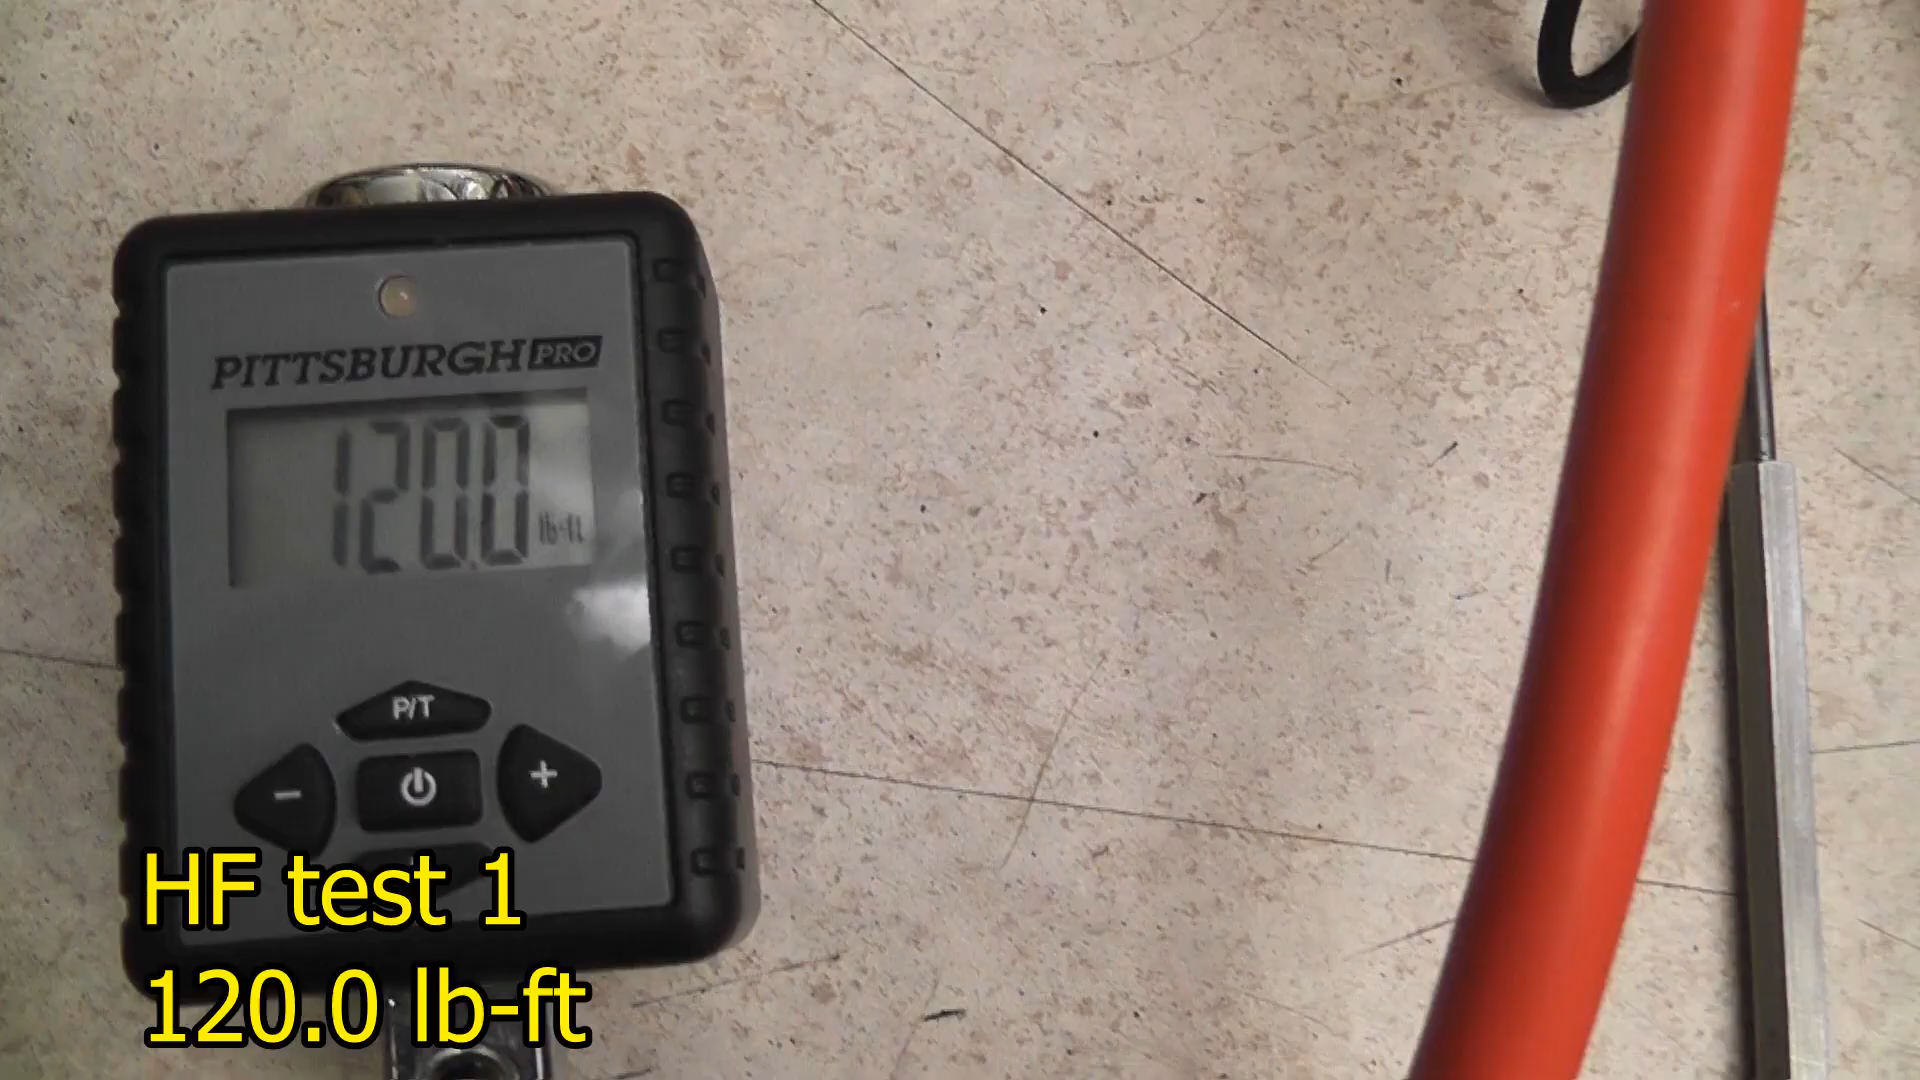 PITTSBURGH PRO
120.0 lb-ft
P/T
- +
HF test 1
120.0 lb-ft